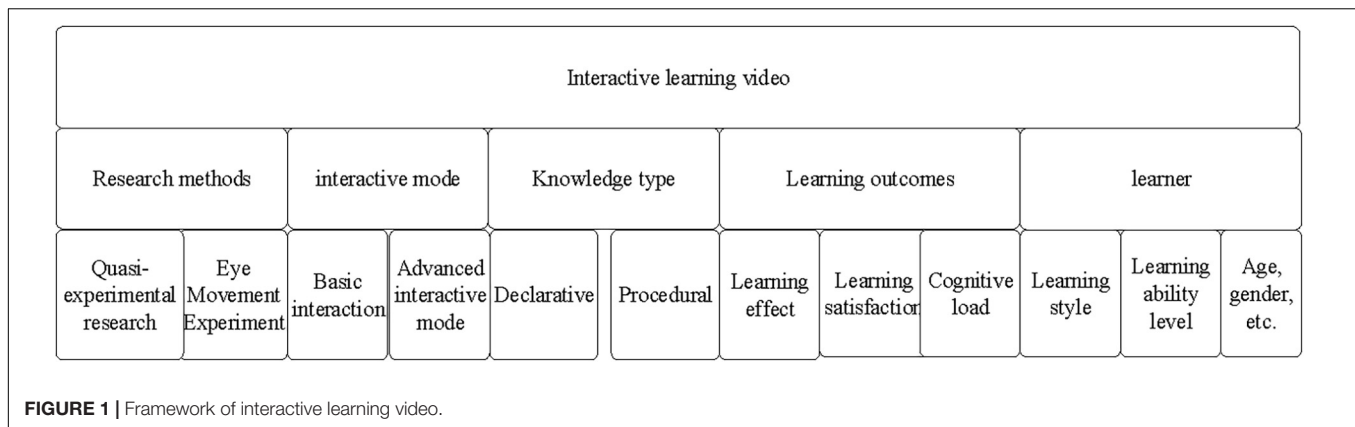 Interactive learning video
Research methods
interactive mode
Knowledge type
Learning outcomes
learner
Quasi-
experimental
research
Eye
Movement
Experiment
Basic
interaction
Advanced
interactive
mode
Declarative
Procedural
Learning
effect
Learning
satisfaction
Cognitive
load
Learning
style
Learning
ability
level
Age,
gender,
etc.
FIGURE 1 | Framework of interactive learning video.